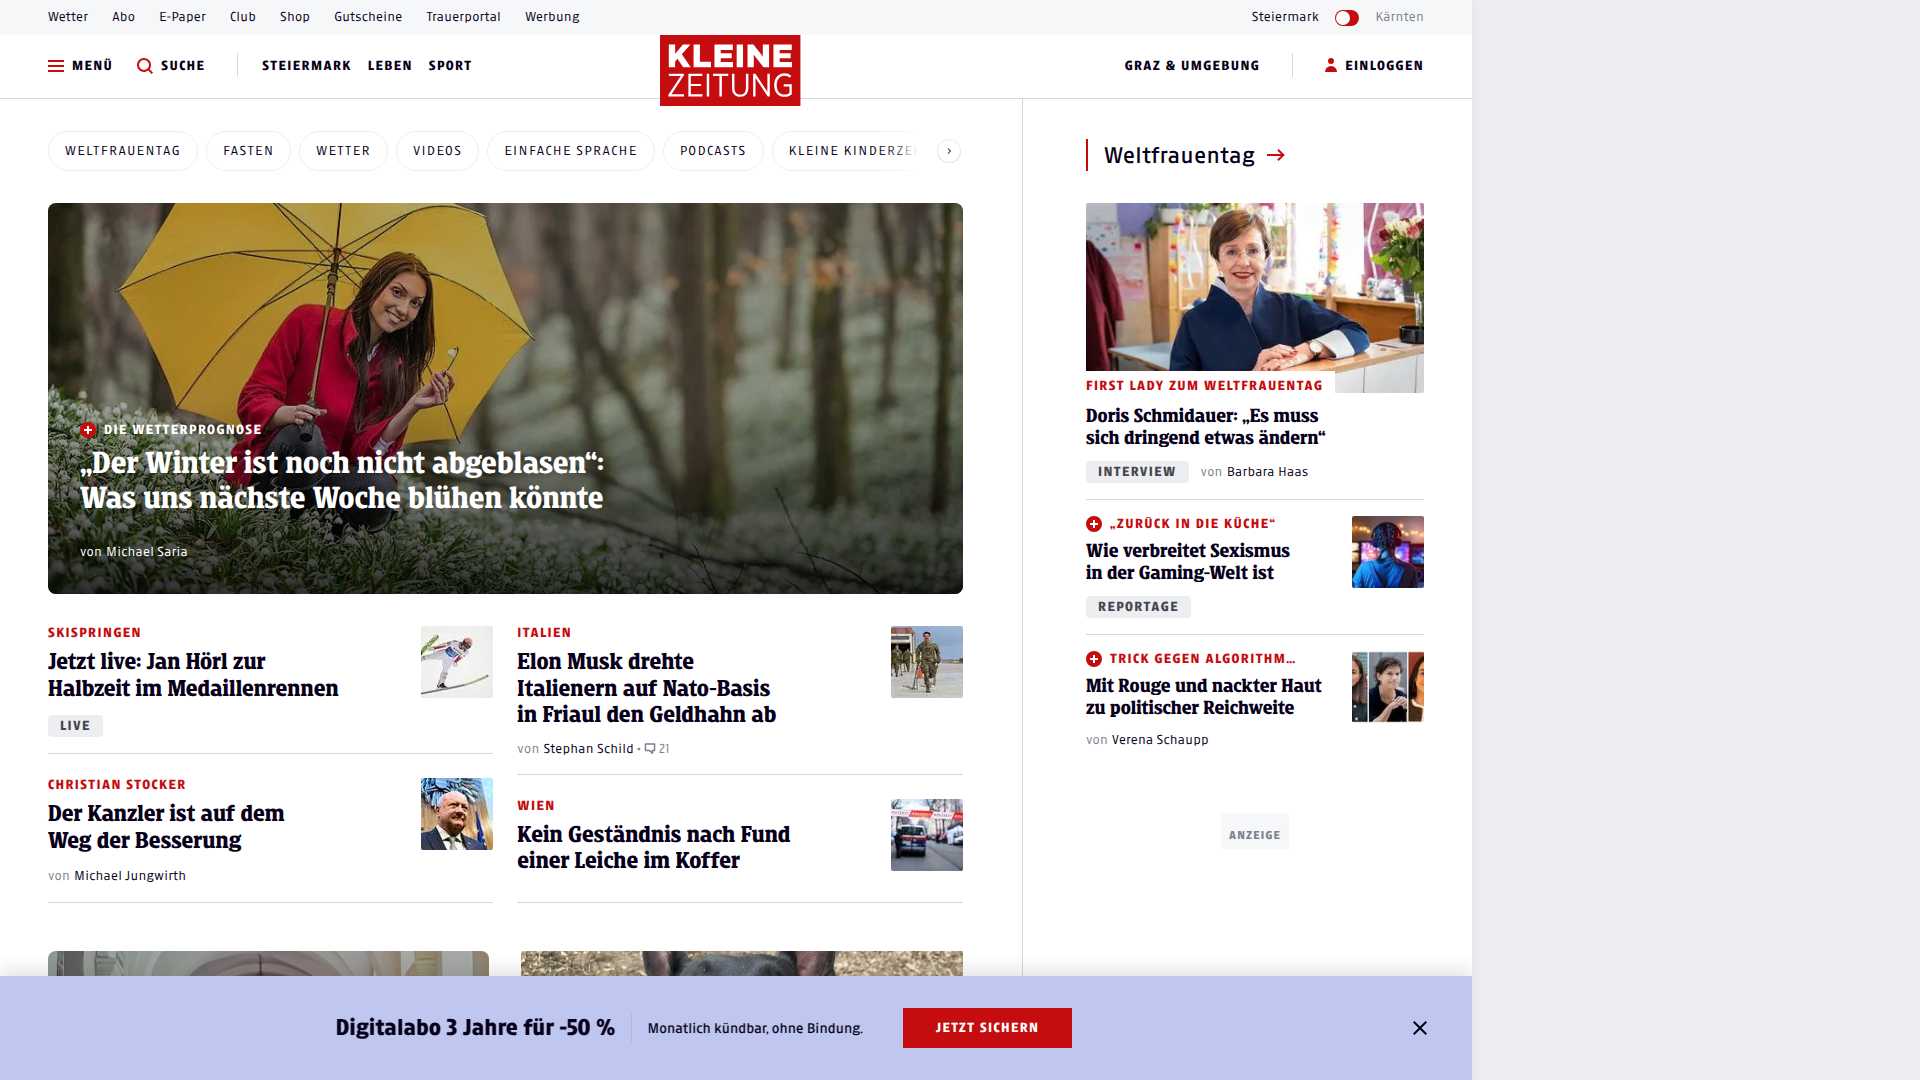 Wetter Abo E-Paper Club Shop Gutscheine Trauerportal Werbung Steiermark Kärnten
MENÜ SUCHE STEIERMARK LEBEN SPORT KLEINE ZEITUNG GRAZ & UMGEBUNG EINLOGGEN
WELTFRAUENTAG FASTEN WETTER VIDEOS EINFACHE SPRACHE PODCASTS KLEINE KINDERZE
DIE WETTERPROGNOSE
„Der Winter ist noch nicht abgeblasen“:
Was uns nächste Woche blühen könnte
von Michael Saria
SKISPRINGEN
Jetzt live: Jan Hörl zur
Halbzeit im Medaillenrennen
LIVE
CHRISTIAN STOCKER
Der Kanzler ist auf dem
Weg der Besserung
von Michael Jungwirth
ITALIEN
Elon Musk drehte
Italienern auf Nato-Basis
in Friaul den Geldhahn ab
von Stephan Schild • 21
WIEN
Kein Geständnis nach Fund
einer Leiche im Koffer
Weltfrauentag
FIRST LADY ZUM WELTFRAUENTAG
Doris Schmidauer: „Es muss
sich dringend etwas ändern“
INTERVIEW von Barbara Haas
„ZURÜCK IN DIE KÜCHE“
Wie verbreitet Sexismus
in der Gaming-Welt ist
REPORTAGE
TRICK GEGEN ALGORITHM…
Mit Rouge und nackter Haut
zu politischer Reichweite
von Verena Schaupp
ANZEIGE
Digitalabo 3 Jahre für -50 % Monatlich kündbar, ohne Bindung. JETZT SICHERN